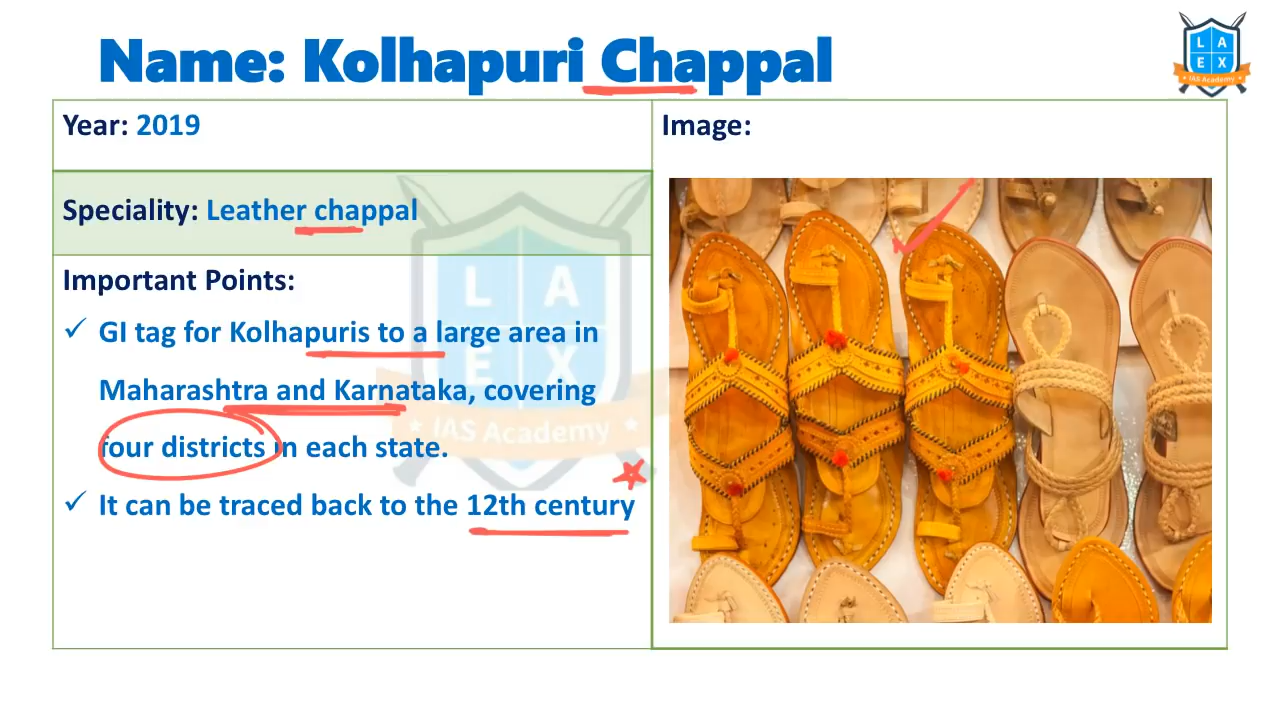 Name: Kolhapuri Chappal
L A
E X
IAS Academy
Year: 2019
Image:
Speciality: Leather chappal
Important Points:
✓ GI tag for Kolhapuris to a large area in
Maharashtra and Karnataka, covering
four districts in each state.
✓ It can be traced back to the 12th century
L A
E X
IAS Academy